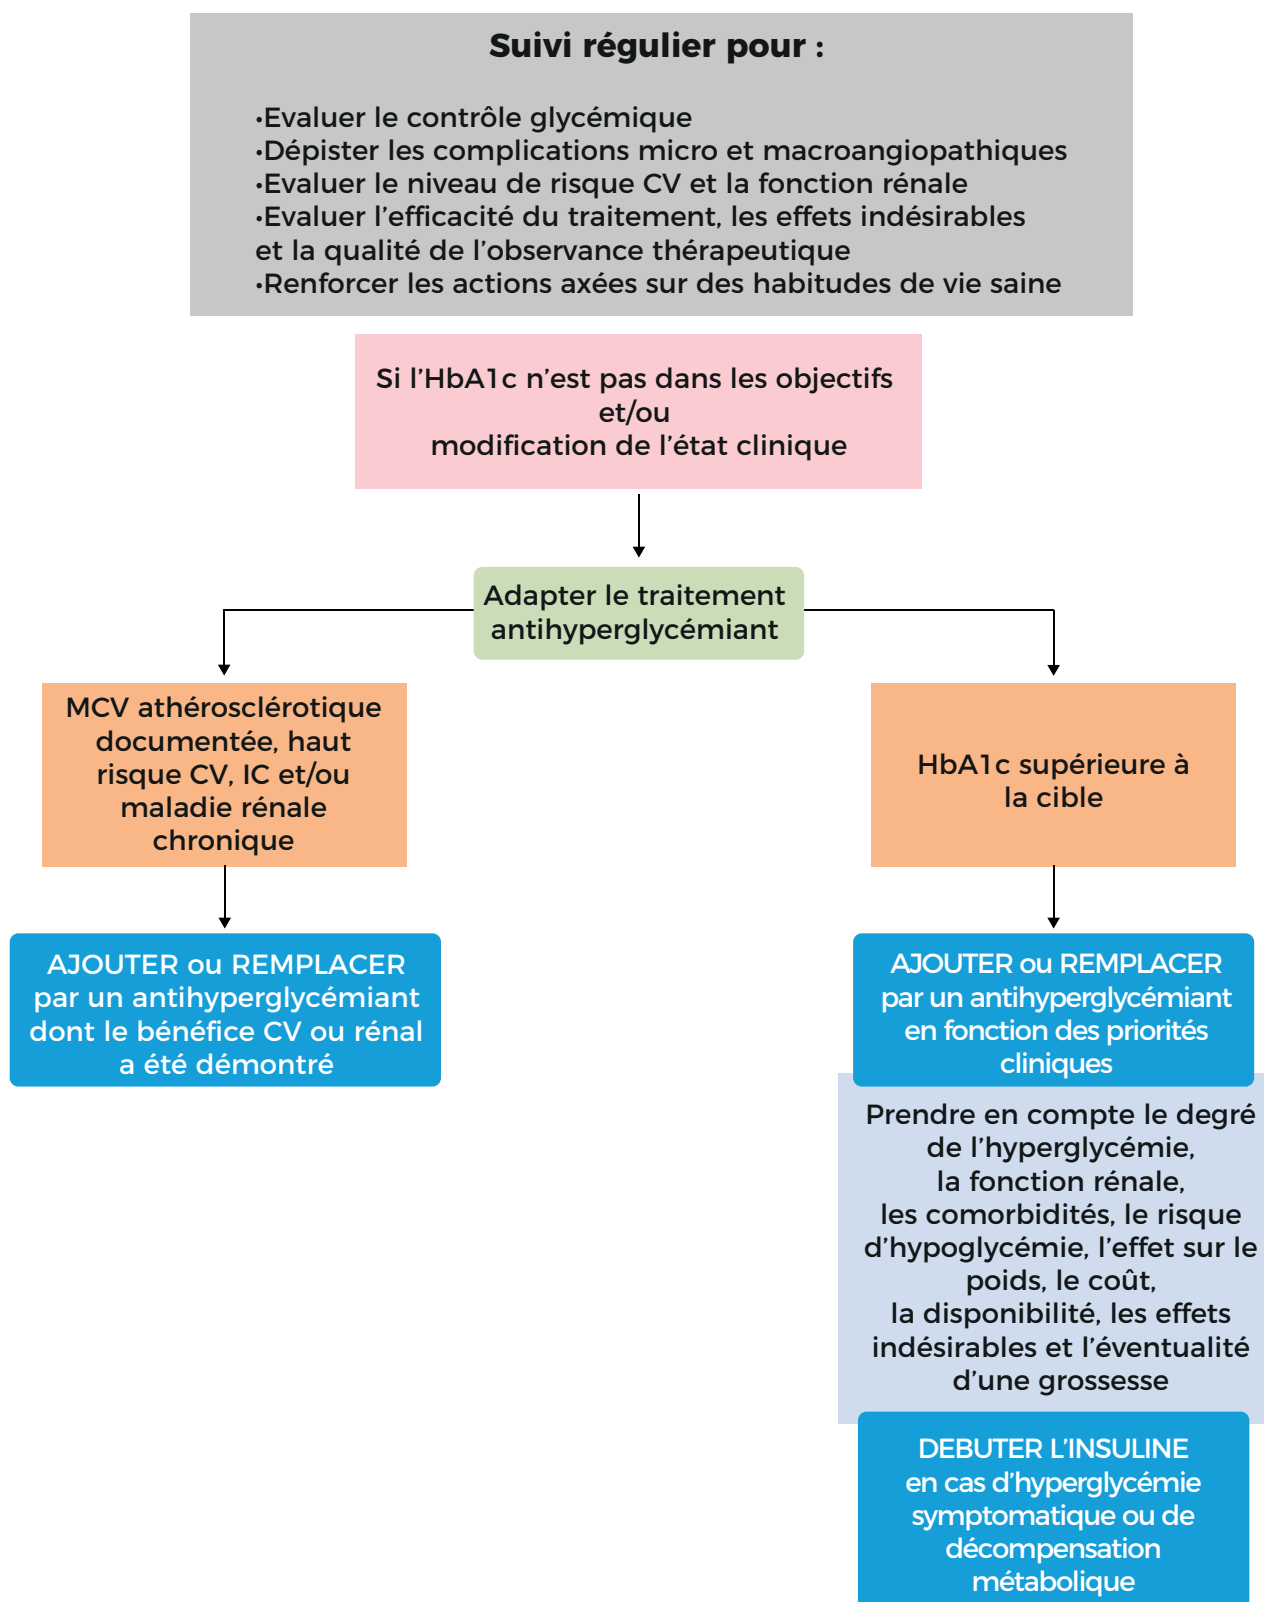 Suivi régulier pour :
•Evaluer le contrôle glycémique
•Dépister les complications micro et macroangiopathiques
•Evaluer le niveau de risque CV et la fonction rénale
•Evaluer l’efficacité du traitement, les effets indésirables
et la qualité de l’observance thérapeutique
•Renforcer les actions axées sur des habitudes de vie saine
Si l’HbA1c n’est pas dans les objectifs
et/ou
modification de l’état clinique
Adapter le traitement
antihyperglycémiant
MCV athérosclérotique
documentée, haut
risque CV, IC et/ou
maladie rénale
chronique
AJOUTER ou REMPLACER
par un antihyperglycémiant
dont le bénéfice CV ou rénal
a été démontré
HbA1c supérieure à
la cible
AJOUTER ou REMPLACER
par un antihyperglycémiant
en fonction des priorités
cliniques
Prendre en compte le degré
de l’hyperglycémie,
la fonction rénale,
les comorbidités, le risque
d’hypoglycémie, l’effet sur le
poids, le coût,
la disponibilité, les effets
indésirables et l’éventualité
d’une grossesse
DEBUTER L’INSULINE
en cas d’hyperglycémie
symptomatique ou de
décompensation
métabolique